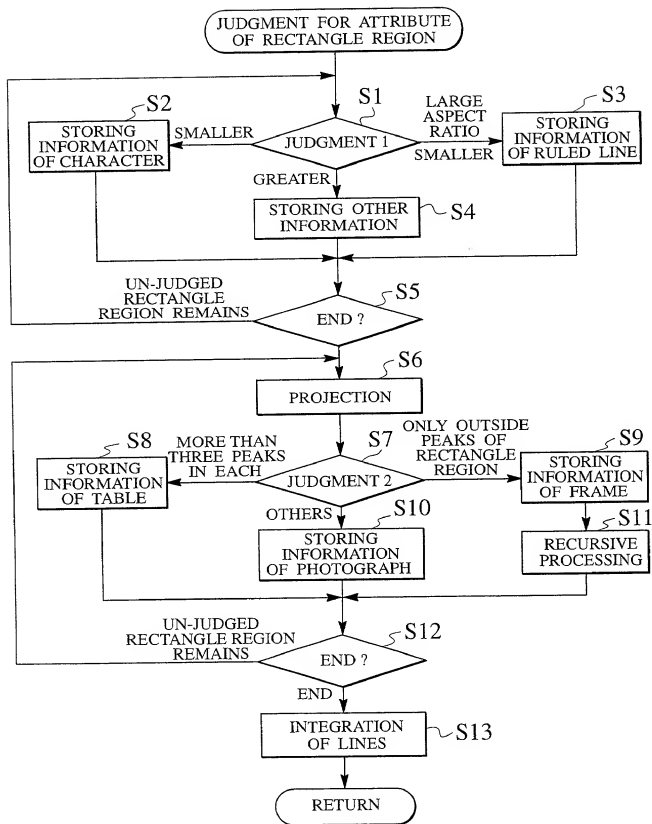 JUDGMENT FOR ATTRIBUTE
OF RECTANGLE REGION
S1
S2
STORING
INFORMATION
OF CHARACTER
SMALLER
JUDGMENT 1
LARGE
ASPECT
RATIO
SMALLER
S3
STORING
INFORMATION
OF RULED LINE
GREATER
STORING OTHER
INFORMATION
S4
UN-JUDGED
RECTANGLE
REGION REMAINS
END ?
S5
S6
PROJECTION
S7
S8
STORING
INFORMATION
OF TABLE
MORE THAN
THREE PEAKS
IN EACH
JUDGMENT 2
ONLY OUTSIDE
PEAKS OF
RECTANGLE
REGION
S9
STORING
INFORMATION
OF FRAME
OTHERS
S10
STORING
INFORMATION
OF PHOTOGRAPH
S11
RECURSIVE
PROCESSING
UN-JUDGED
RECTANGLE REGION
REMAINS
END ?
S12
END
INTEGRATION
OF LINES
S13
RETURN